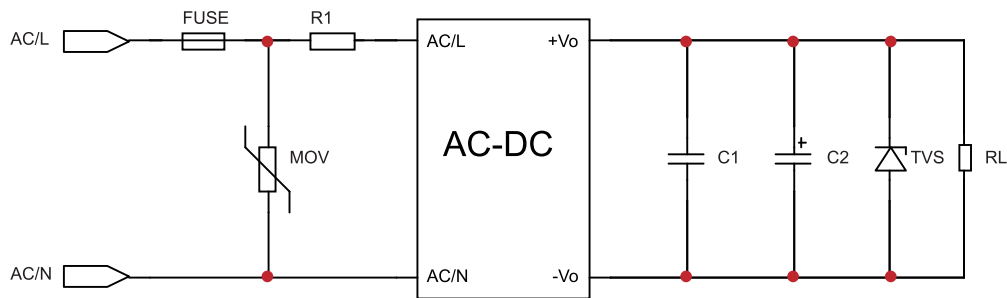 FUSE
R1
AC/L
AC/L
+Vo
AC-DC
MOV
C1
+
C2
TVS
RL
AC/N
AC/N
-Vo